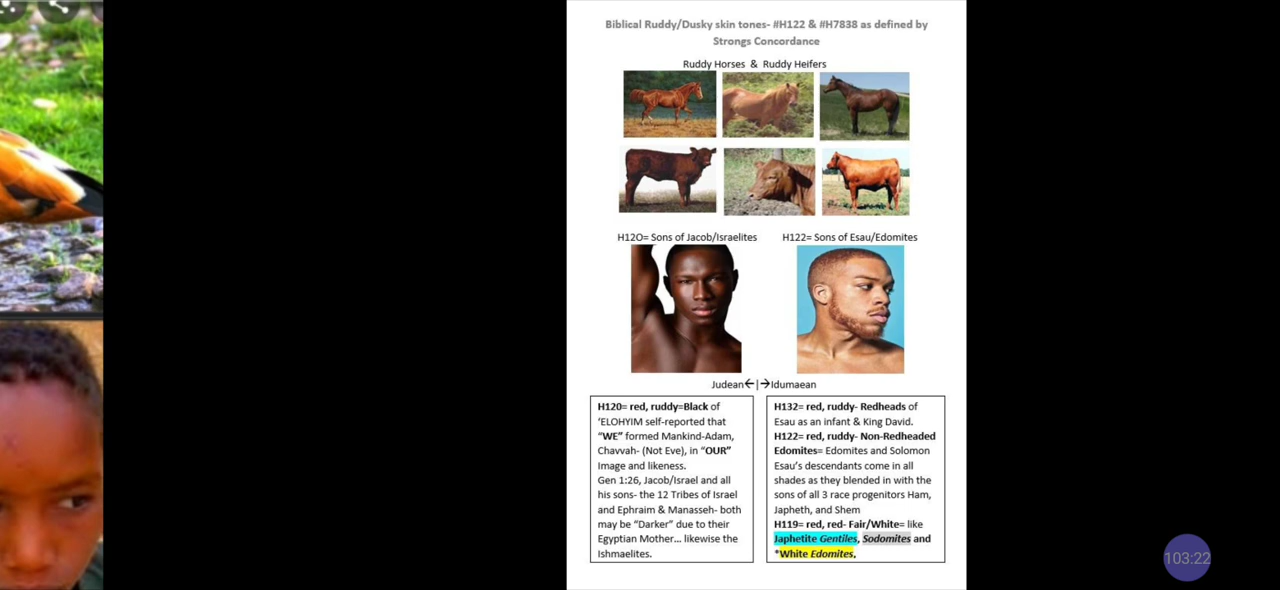 Biblical Ruddy/Dusky skin tones- #H122 & #H7838 as defined by
Strongs Concordance
Ruddy Horses & Ruddy Heifers
H12O= Sons of Jacob/Israelites
H122= Sons of Esau/Edomites
Judean←|→Idumaean
H120= red, ruddy=Black of
‘ELOHYIM self-reported that
“WE” formed Mankind-Adam,
Chavvah- (Not Eve), in “OUR”
Image and likeness.
Gen 1:26, Jacob/Israel and all
his sons- the 12 Tribes of Israel
and Ephraim & Manasseh- both
may be “Darker” due to their
Egyptian Mother... likewise the
Ishmaelites.
H132= red, ruddy- Redheads of
Esau as an infant & King David.
H122= red, ruddy- Non-Redheaded
Edomites= Edomites and Solomon
Esau’s descendants come in all
shades as they blended in with the
sons of all 3 race progenitors Ham,
Japheth, and Shem
H119= red, red- Fair/White= like
Japhetite Gentiles, Sodomites and
*White Edomites.
103:22